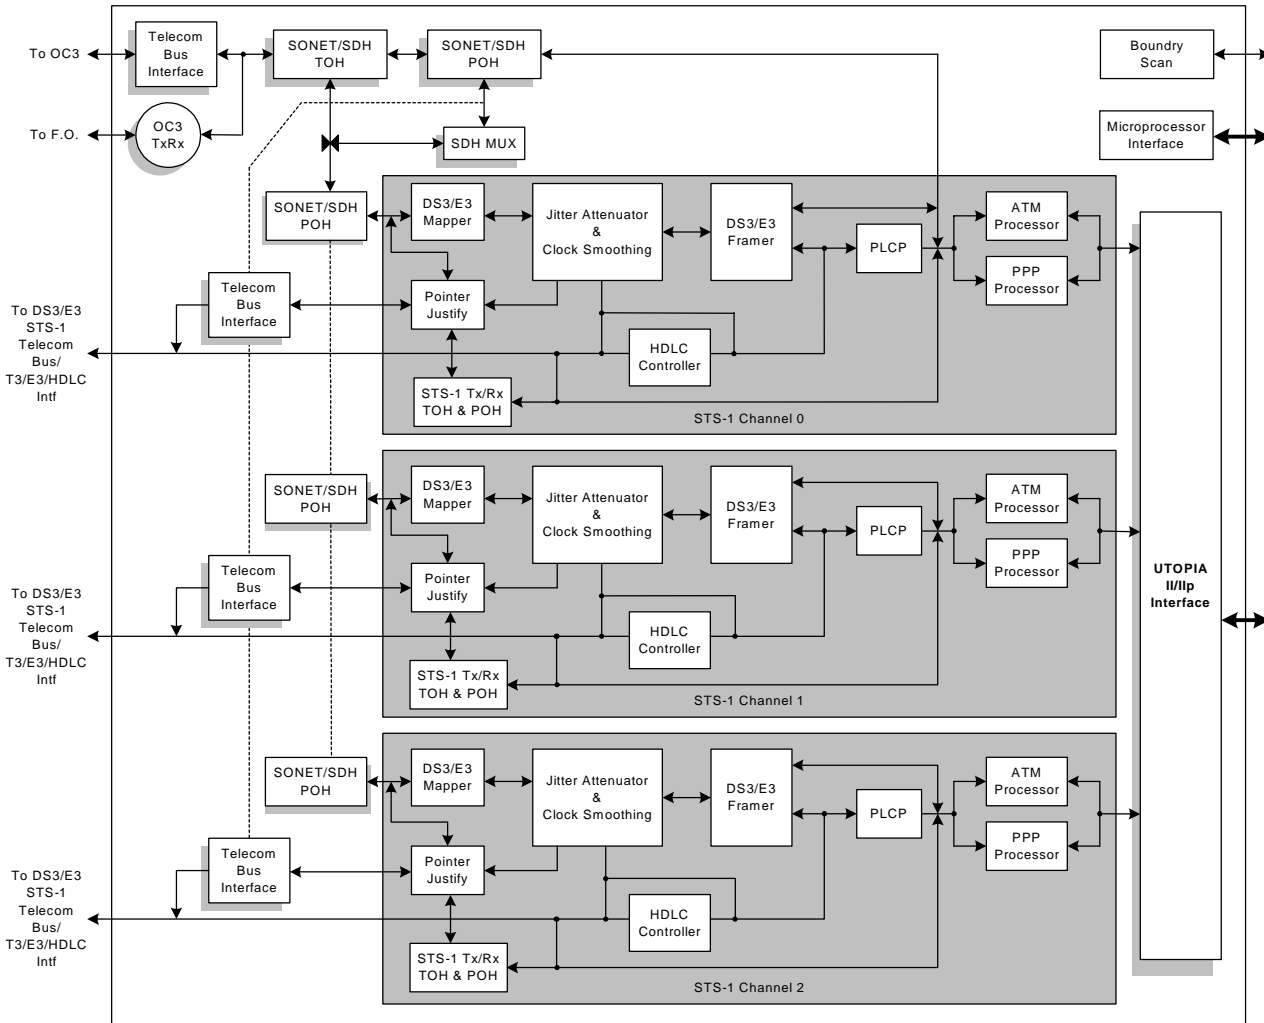 To OC3
Telecom
Bus
Interface
SONET/SDH
TOH
SONET/SDH
POH
Boundry
Scan
To F.O.
OC3
TxRx
SDH MUX
Microprocessor
Interface
SONET/SDH
POH
DS3/E3
Mapper
Jitter Attenuator
&
Clock Smoothing
DS3/E3
Framer
PLCP
ATM
Processor
PPP
Processor
Telecom
Bus
Interface
Pointer
Justify
To DS3/E3
STS-1
Telecom
Bus/
T3/E3/HDLC
Intf
HDLC
Controller
STS-1 Tx/Rx
TOH & POH
STS-1 Channel 0
SONET/SDH
POH
DS3/E3
Mapper
Jitter Attenuator
&
Clock Smoothing
DS3/E3
Framer
PLCP
ATM
Processor
PPP
Processor
Telecom
Bus
Interface
Pointer
Justify
To DS3/E3
STS-1
Telecom
Bus/
T3/E3/HDLC
Intf
HDLC
Controller
STS-1 Tx/Rx
TOH & POH
STS-1 Channel 1
UTOPIA
II/IIp
Interface
SONET/SDH
POH
DS3/E3
Mapper
Jitter Attenuator
&
Clock Smoothing
DS3/E3
Framer
PLCP
ATM
Processor
PPP
Processor
Telecom
Bus
Interface
Pointer
Justify
To DS3/E3
STS-1
Telecom
Bus/
T3/E3/HDLC
Intf
HDLC
Controller
STS-1 Tx/Rx
TOH & POH
STS-1 Channel 2